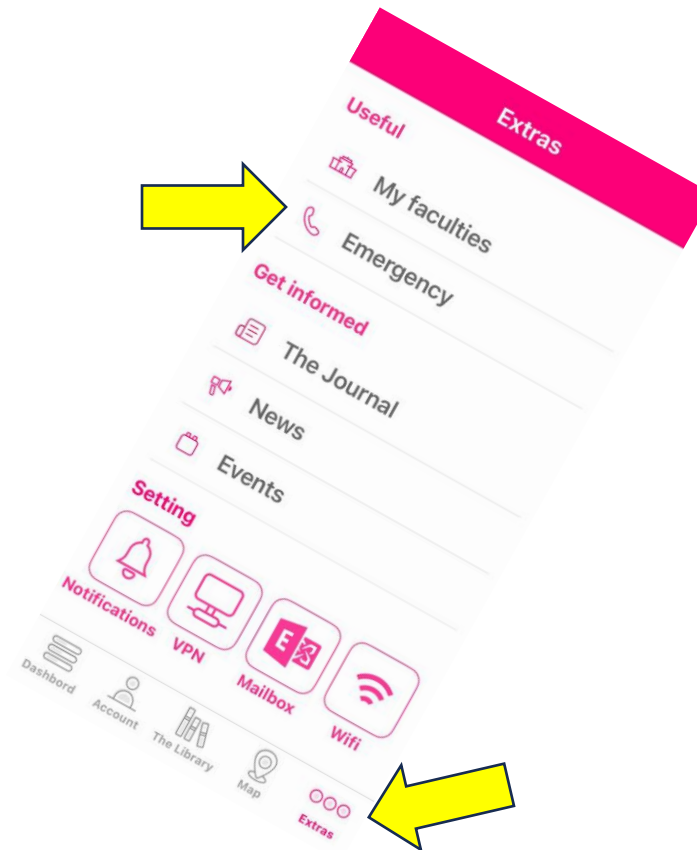 Extras
Useful
My faculties
Emergency
Get informed
The Journal
News
Events
Setting
Notifications
VPN
E
Mailbox
Wifi
Dashbord
Account
The Library
Map
Extras